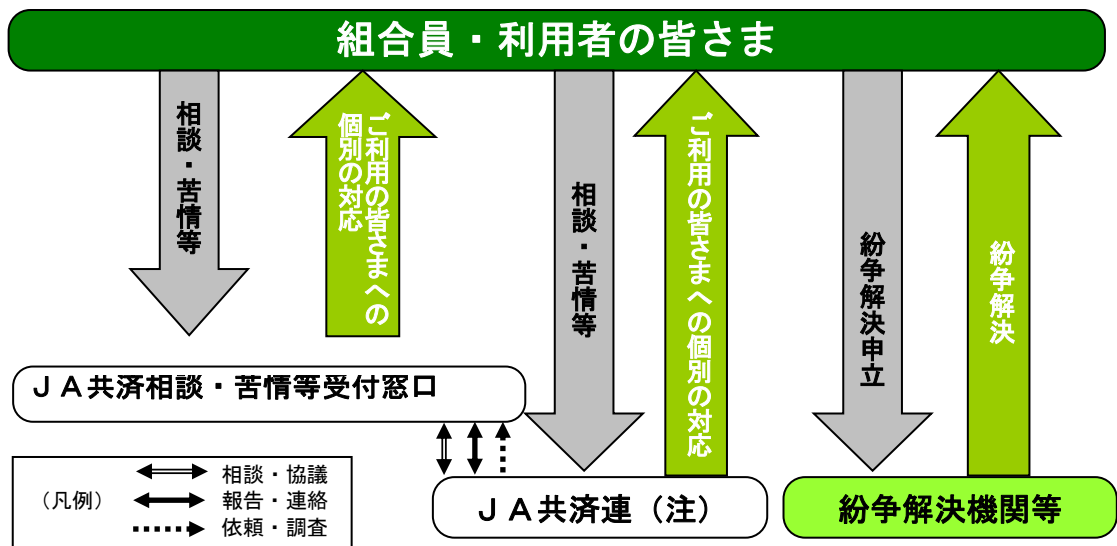 組合員・利用者の皆さま
相談・苦情等
ご利用の皆さまへの
個別の対応
相談・苦情等
ご利用の皆さまへの個別の対応
紛争解決申立
紛争解決
ＪＡ共済相談・苦情等受付窓口
ＪＡ共済連（注）
紛争解決機関等
（凡例）
相談・協議
報告・連絡
依頼・調査